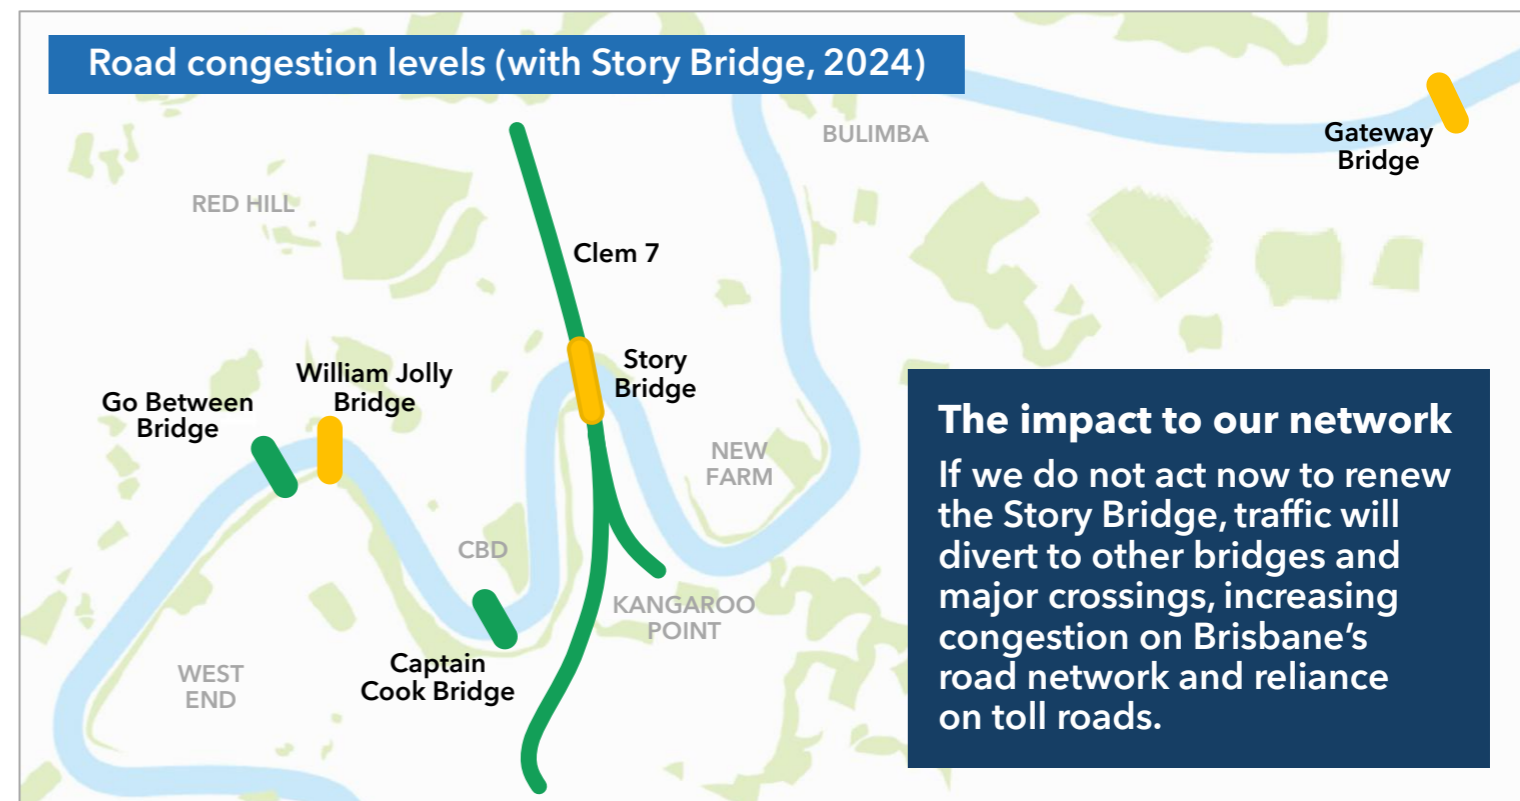 Road congestion levels (with Story Bridge, 2024)
BULIMBA
Gateway
Bridge
RED HILL
Clem 7
Story
Bridge
William Jolly
Bridge
Go Between
Bridge
NEW
FARM
CBD
KANGAROO
POINT
Captain
Cook Bridge
WEST
END
The impact to our network
If we do not act now to renew
the Story Bridge, traffic will
divert to other bridges and
major crossings, increasing
congestion on Brisbane’s
road network and reliance
on toll roads.